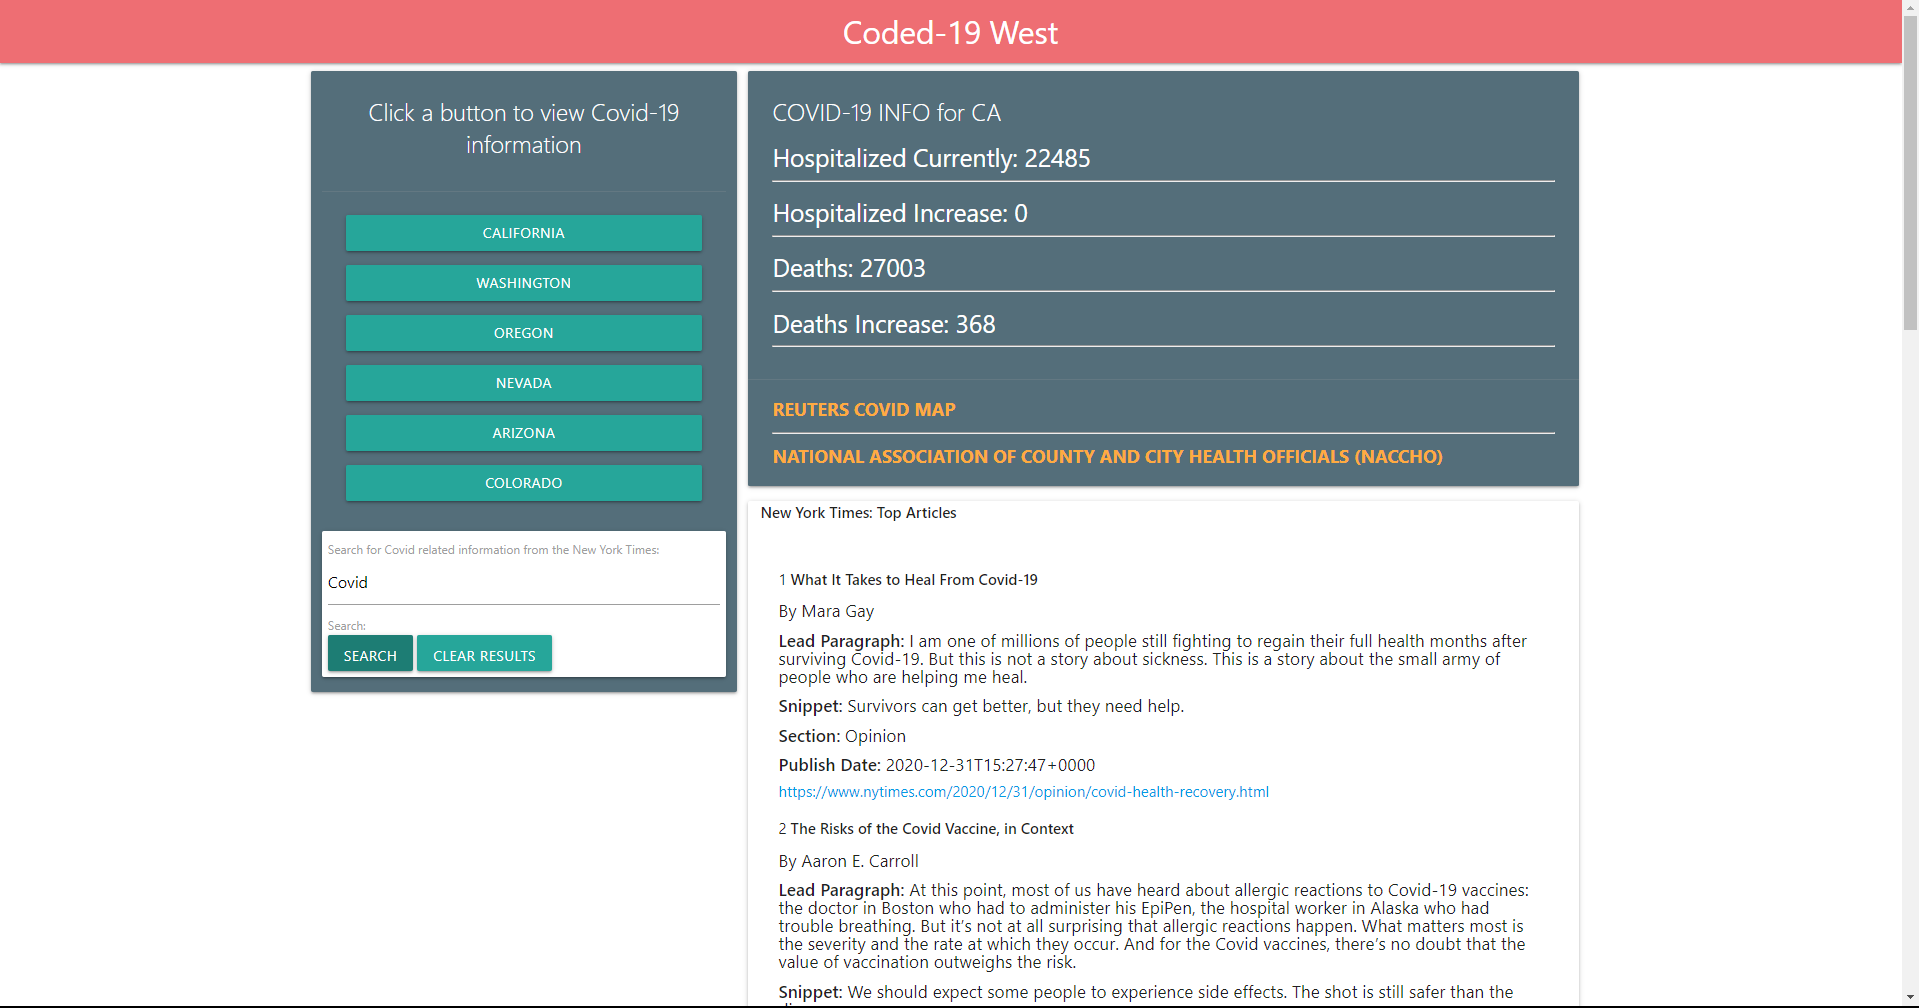 Coded-19 West
Click a button to view Covid-19
information
CALIFORNIA
WASHINGTON
OREGON
NEVADA
ARIZONA
COLORADO
Search for Covid related information from the New York Times:
Covid
Search:
SEARCH CLEAR RESULTS
COVID-19 INFO for CA
Hospitalized Currently: 22485
Hospitalized Increase: 0
Deaths: 27003
Deaths Increase: 368
REUTERS COVID MAP
NATIONAL ASSOCIATION OF COUNTY AND CITY HEALTH OFFICIALS (NACCHO)
New York Times: Top Articles
1 What It Takes to Heal From Covid-19
By Mara Gay
Lead Paragraph: I am one of millions of people still fighting to regain their full health months after
surviving Covid-19. But this is not a story about sickness. This is a story about the small army of
people who are helping me heal.
Snippet: Survivors can get better, but they need help.
Section: Opinion
Publish Date: 2020-12-31T15:27:47+0000
https://www.nytimes.com/2020/12/31/opinion/covid-health-recovery.html
2 The Risks of the Covid Vaccine, in Context
By Aaron E. Carroll
Lead Paragraph: At this point, most of us have heard about allergic reactions to Covid-19 vaccines:
the doctor in Boston who had to administer his EpiPen, the hospital worker in Alaska who had
trouble breathing. But it’s not at all surprising that allergic reactions happen. What matters most is
the severity and the rate at which they occur. And for the Covid vaccines, there’s no doubt that the
value of vaccination outweighs the risk.
Snippet: We should expect some people to experience side effects. The shot is still safer than the